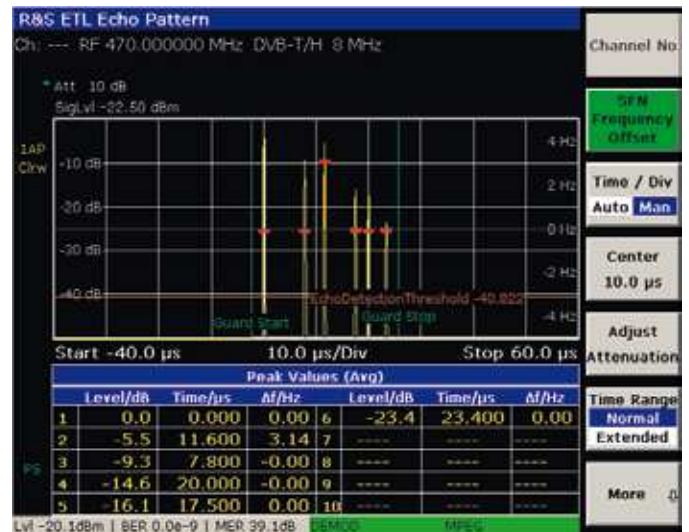 R&S ETL Echo Pattern
Ch: --- RF 470.000000 MHz DVB-T/H 8 MHz
* Att 10 dB
SigLvl -22.50 dBm
1AP
Clrw
-10 dB
-20 dB
-30 dB
-40 dB
4 Hz
2 Hz
0 Hz
-2 Hz
-4 Hz
EchoDetectionThreshold -40.822
Guard Start
Guard Stop
Start -40.0 µs 10.0 µs/Div Stop 60.0 µs
Peak Values (Avg)
Level/dB Time/µs Δf/Hz Level/dB Time/µs Δf/Hz
1 0.0 0.000 0.00 6 -23.4 23.400 0.00
2 -5.5 11.600 3.14 7 ---- ---- ----
3 -9.3 7.800 -0.00 8 ---- ---- ----
4 -14.6 20.000 -0.00 9 ---- ---- ----
5 -16.1 17.500 0.00 10 ---- ---- ----
PS
Lvl -20.1dBm | BER 0.0e-9 | MER 39.1dB DEMOD MPEG
Channel No
SFN
Frequency
Offset
Time / Div
Auto Man
Center
10.0 µs
Adjust
Attenuation
Time Range
Normal
Extended
More